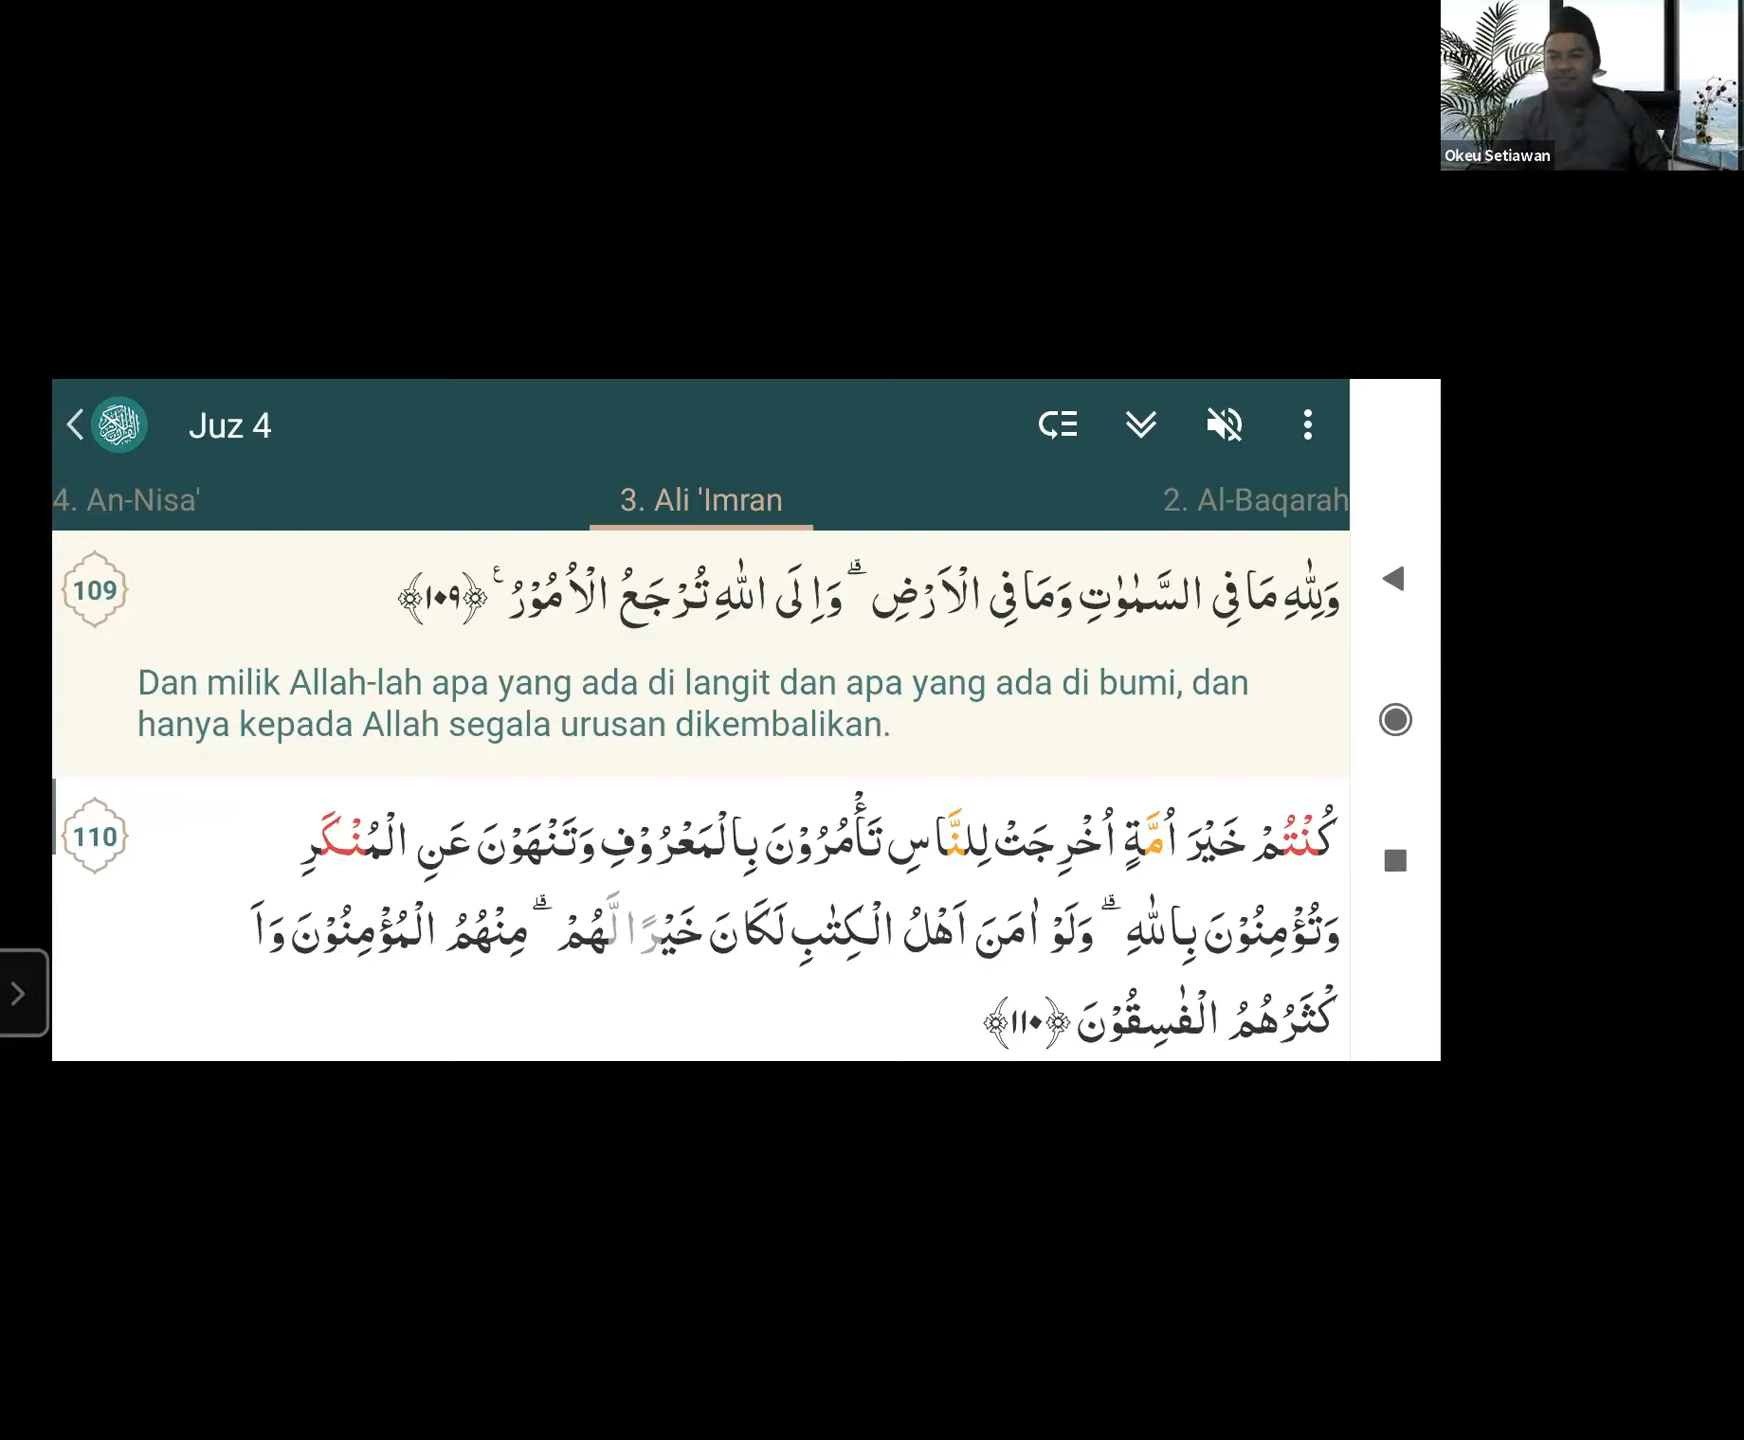 Okeu Setiawan
Juz 4
4. An-Nisa'
3. Ali 'Imran
2. Al-Baqarah
109
وَلِلّٰهِ مَا فِى السَّمٰوٰتِ وَمَا فِى الْاَرْضِ ۗ وَاِلَى اللّٰهِ تُرْجَعُ الْاُمُوْرُ ࣖ ﴿١٠٩﴾
Dan milik Allah-lah apa yang ada di langit dan apa yang ada di bumi, dan
hanya kepada Allah segala urusan dikembalikan.
110
كُنْتُمْ خَيْرَ اُمَّةٍ اُخْرِجَتْ لِلنَّاسِ تَأْمُرُوْنَ بِالْمَعْرُوْفِ وَتَنْهَوْنَ عَنِ الْمُنْكَرِ
وَتُؤْمِنُوْنَ بِاللّٰهِ ۗ وَلَوْ اٰمَنَ اَهْلُ الْكِتٰبِ لَكَانَ خَيْرًا لَّهُمْ ۗ مِنْهُمُ الْمُؤْمِنُوْنَ وَاَ
كْثَرُهُمُ الْفٰسِقُوْنَ ﴿١١٠﴾